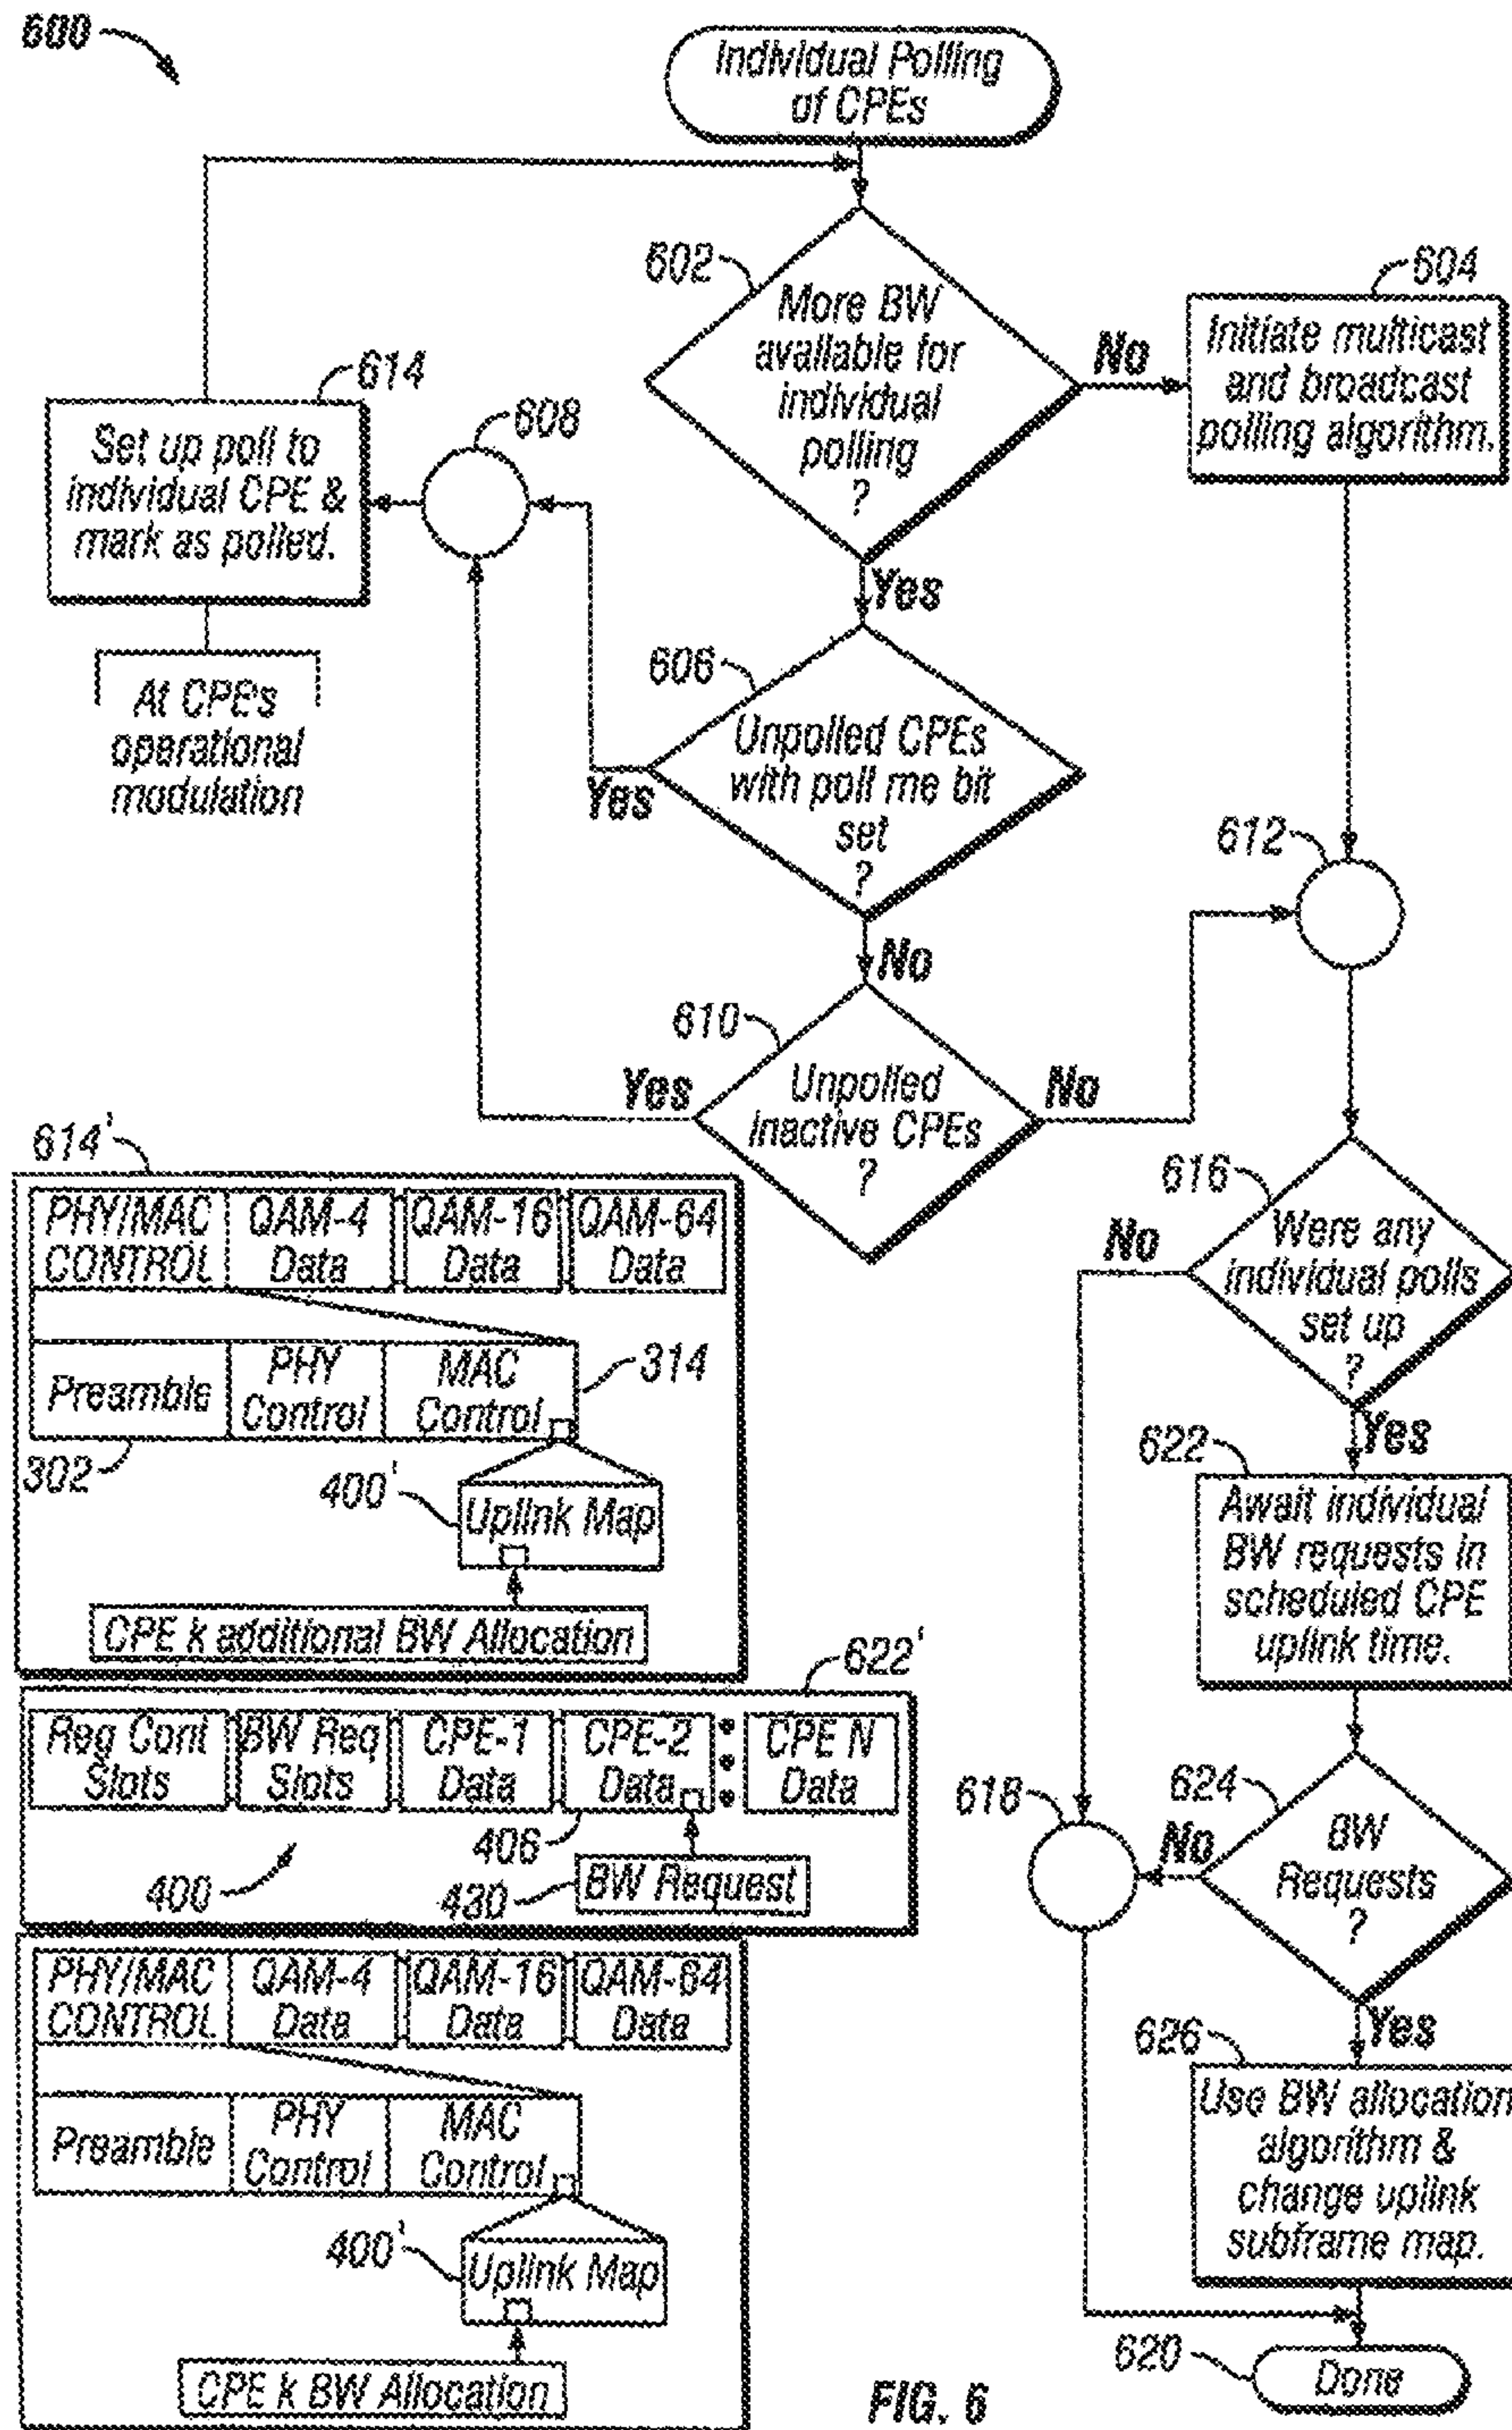 600
Individual Polling
of CPEs
602
More BW
available for
individual
polling
?
No
Yes
604
Initiate multicast
and broadcast
polling algorithm.
614
Set up poll to
individual CPE &
mark as polled.
608
At CPE's
operational
modulation
606
Unpolled CPEs
with poll me bit
set
?
Yes
No
612
610
Unpolled
inactive CPEs
?
Yes
No
616
Were any
individual polls
set up
?
No
Yes
622
Await individual
BW requests in
scheduled CPE
uplink time.
624
BW
Requests
?
No
Yes
618
626
Use BW allocation
algorithm &
change uplink
subframe map.
620
Done
614'
PHY/MAC
CONTROL
QAM-4
Data
QAM-16
Data
QAM-64
Data
Preamble
PHY
Control
MAC
Control
314
302
400'
Uplink Map
CPE k additional BW Allocation
622'
Reg Cont
Slots
BW Req
Slots
CPE-1
Data
CPE-2
Data
CPE N
Data
406
400
430
BW Request
PHY/MAC
CONTROL
QAM-4
Data
QAM-16
Data
QAM-64
Data
Preamble
PHY
Control
MAC
Control
400'
Uplink Map
CPE k BW Allocation
FIG. 6